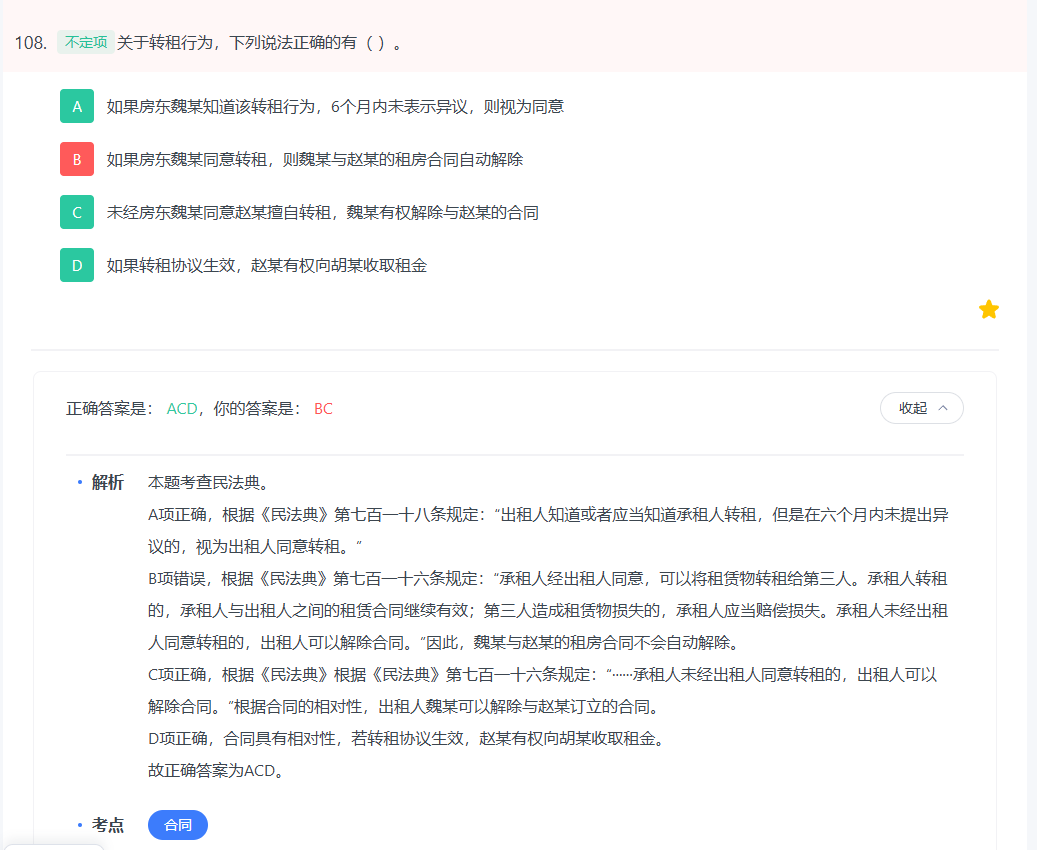 108. 不定项 关于转租行为，下列说法正确的有（ ）。
A 如果房东魏某知道该转租行为，6个月内未表示异议，则视为同意
B 如果房东魏某同意转租，则魏某与赵某的租房合同自动解除
C 未经房东魏某同意赵某擅自转租，魏某有权解除与赵某的合同
D 如果转租协议生效，赵某有权向胡某收取租金
正确答案是： ACD，你的答案是： BC
收起
解析 本题考查民法典。
A项正确，根据《民法典》第七百一十八条规定：“出租人知道或者应当知道承租人转租，但是在六个月内未提出异
议的，视为出租人同意转租。”
B项错误，根据《民法典》第七百一十六条规定：“承租人经出租人同意，可以将租赁物转租给第三人。承租人转租
的，承租人与出租人之间的租赁合同继续有效；第三人造成租赁物损失的，承租人应当赔偿损失。承租人未经出租
人同意转租的，出租人可以解除合同。”因此，魏某与赵某的租房合同不会自动解除。
C项正确，根据《民法典》根据《民法典》第七百一十六条规定：“······承租人未经出租人同意转租的，出租人可以
解除合同。”根据合同的相对性，出租人魏某可以解除与赵某订立的合同。
D项正确，合同具有相对性，若转租协议生效，赵某有权向胡某收取租金。
故正确答案为ACD。
考点 合同